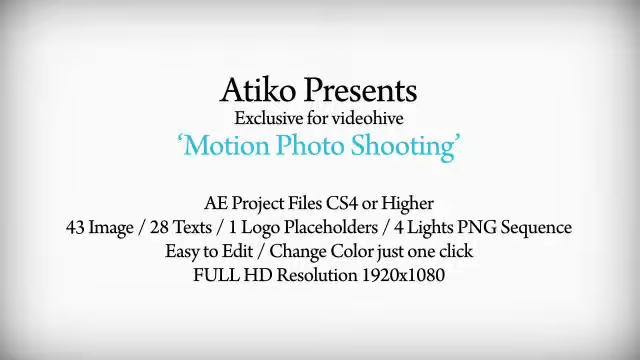 Atiko Presents
Exclusive for videohive
‘Motion Photo Shooting’
AE Project Files CS4 or Higher
43 Image / 28 Texts / 1 Logo Placeholders / 4 Lights PNG Sequence
Easy to Edit / Change Color just one click
FULL HD Resolution 1920x1080